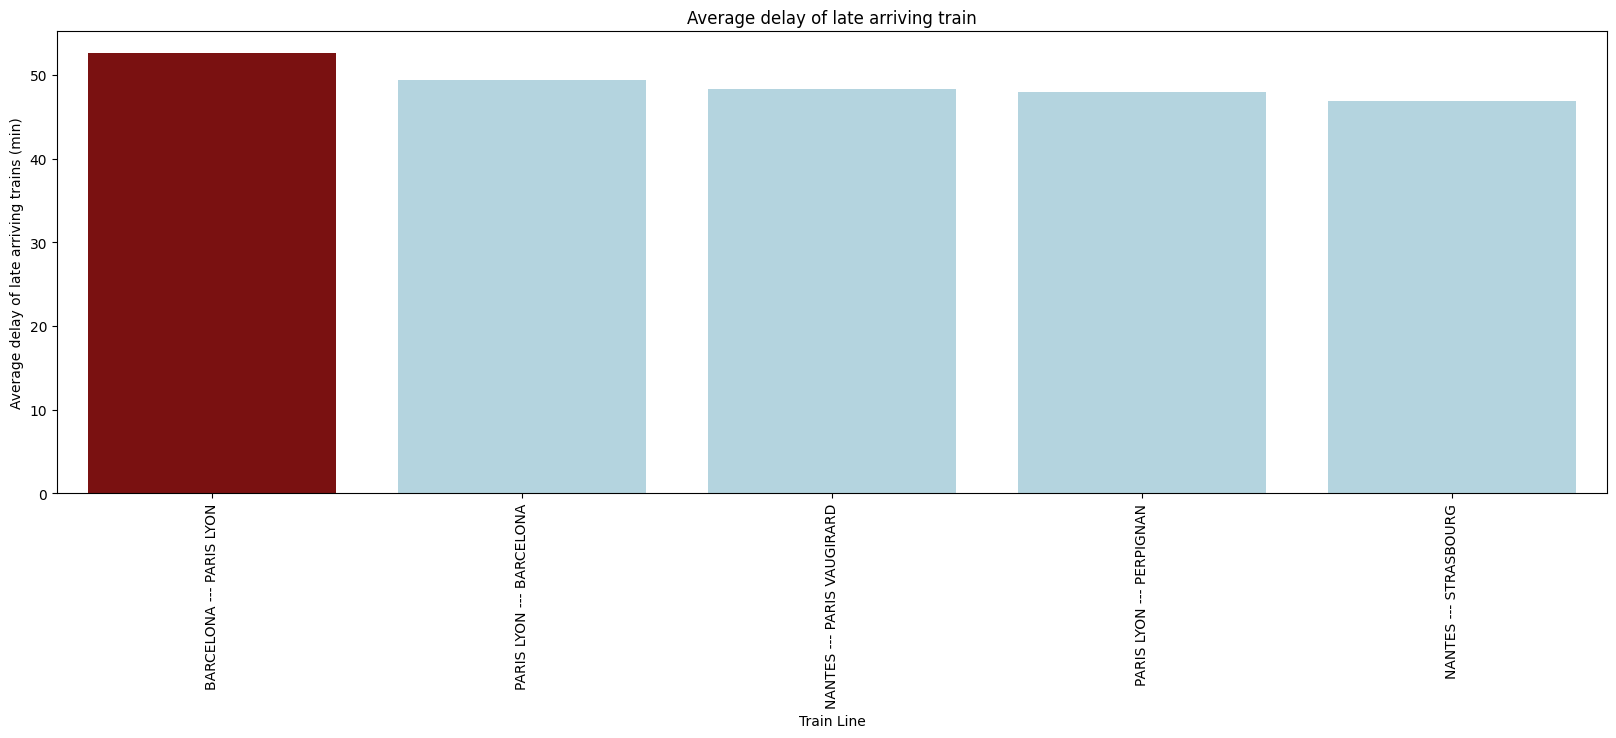 Average delay of late arriving train
Average delay of late arriving trains (min)
50
40
30
20
10
0
BARCELONA --- PARIS LYON
PARIS LYON --- BARCELONA
NANTES --- PARIS VAUGIRARD
PARIS LYON --- PERPIGNAN
NANTES --- STRASBOURG
Train Line